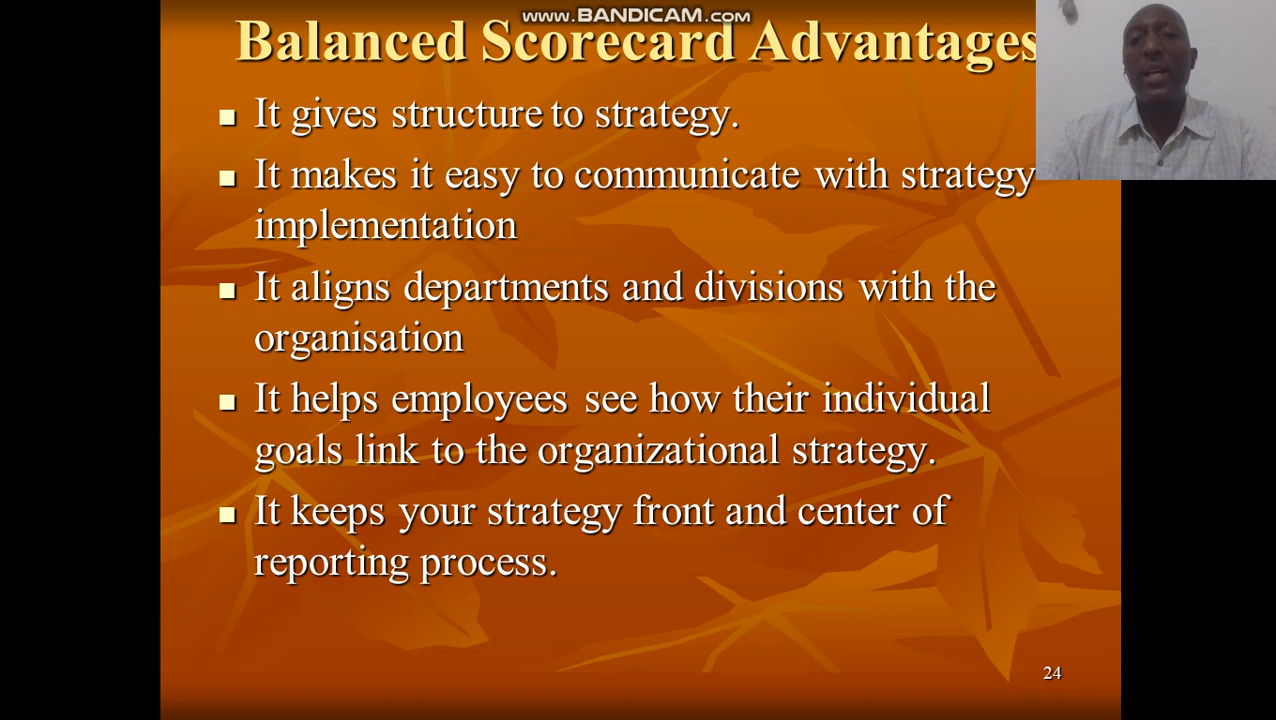 www.BANDICAM.com
Balanced Scorecard Advantages
It gives structure to strategy.
It makes it easy to communicate with strategy
implementation
It aligns departments and divisions with the
organisation
It helps employees see how their individual
goals link to the organizational strategy.
It keeps your strategy front and center of
reporting process.
24